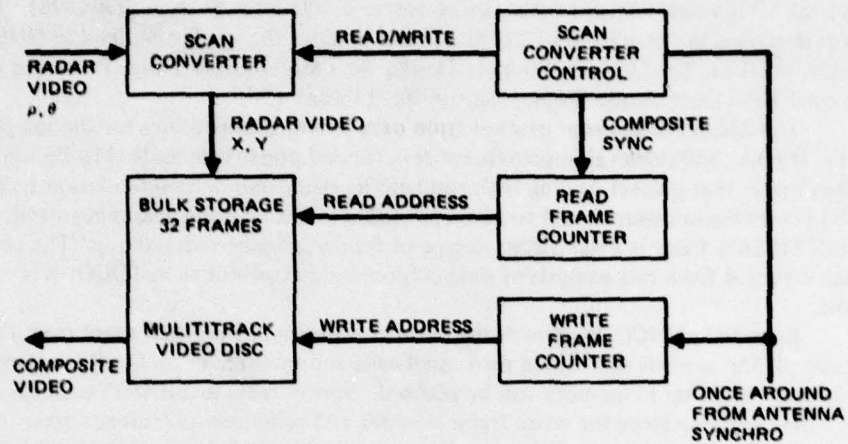 SCAN
CONVERTER
READ/WRITE
SCAN
CONVERTER
CONTROL
RADAR
VIDEO
ρ, θ
RADAR VIDEO
X, Y
COMPOSITE
SYNC
BULK STORAGE
32 FRAMES
READ ADDRESS
READ
FRAME
COUNTER
MULTITITRACK
VIDEO DISC
WRITE ADDRESS
WRITE
FRAME
COUNTER
COMPOSITE
VIDEO
ONCE AROUND
FROM ANTENNA
SYNCHRO